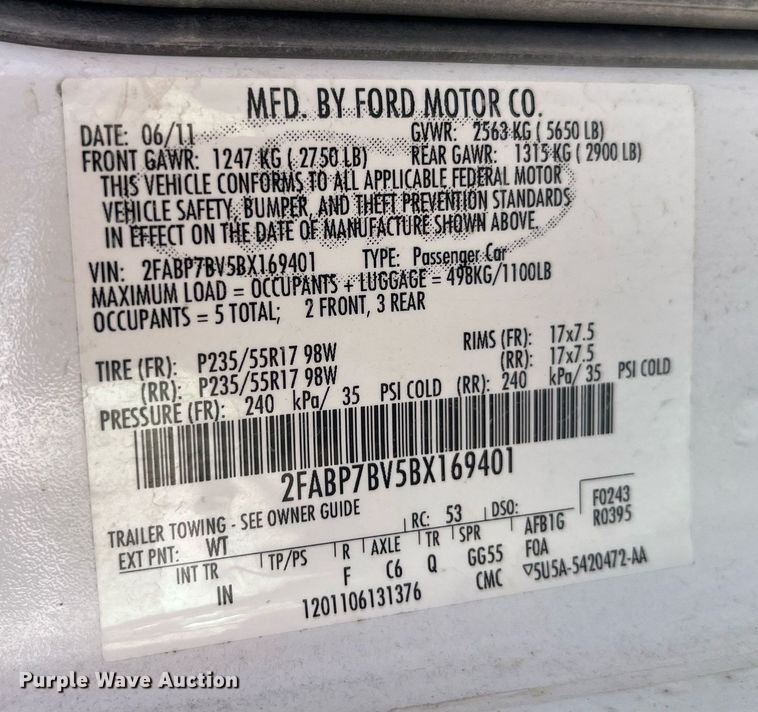 MFD. BY FORD MOTOR CO.
DATE: 06/11 GVWR: 2563 KG ( 5650 LB)
FRONT GAWR: 1247 KG ( 2750 LB) REAR GAWR: 1315 KG ( 2900 LB)
THIS VEHICLE CONFORMS TO ALL APPLICABLE FEDERAL MOTOR
VEHICLE SAFETY, BUMPER, AND THEFT PREVENTION STANDARDS
IN EFFECT ON THE DATE OF MANUFACTURE SHOWN ABOVE.
VIN: 2FABP7BV5BX169401 TYPE: Passenger Car
MAXIMUM LOAD = OCCUPANTS + LUGGAGE = 498KG/1100LB
OCCUPANTS = 5 TOTAL; 2 FRONT, 3 REAR
TIRE (FR): P235/55R17 98W RIMS (FR): 17x7.5
(RR): P235/55R17 98W (RR): 17x7.5
PRESSURE (FR): 240 kPa/ 35 PSI COLD (RR): 240 kPa/ 35 PSI COLD
2FABP7BV5BX169401
TRAILER TOWING - SEE OWNER GUIDE
RC: 53 DSO: F0243
EXT PNT: WT R0395
INT TR TP/PS R AXLE TR SPR AFB1G
IN F C6 Q GG55 FOA
1201106131376 CMC ▽5U5A-5420472-AA
Purple Wave Auction